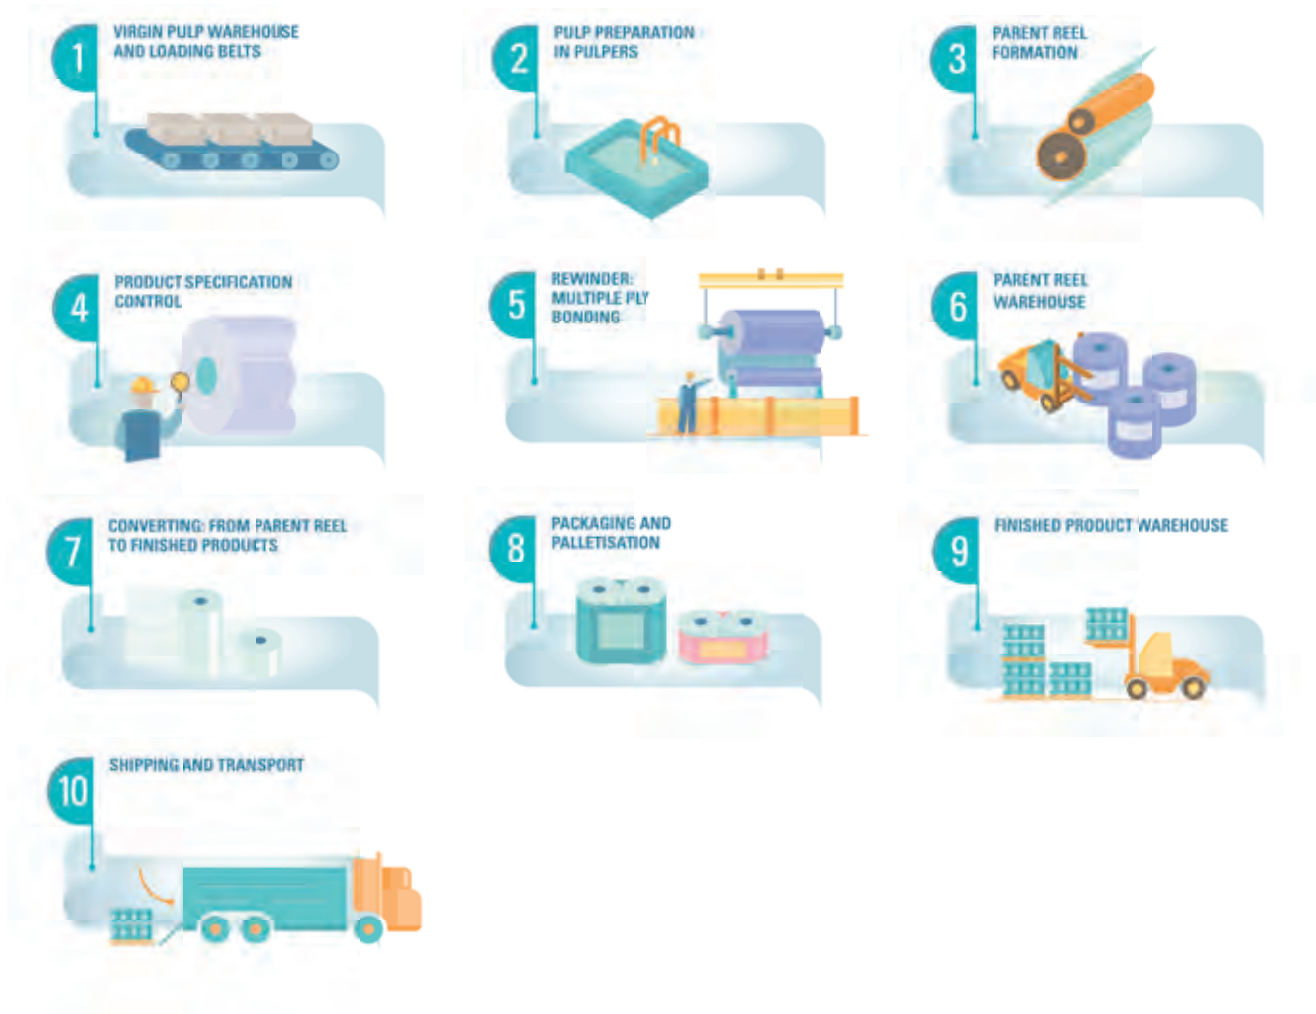 1
VIRGIN PULP WAREHOUSE
AND LOADING BELTS
2
PULP PREPARATION
IN PULPERS
3
PARENT REEL
FORMATION
4
PRODUCT SPECIFICATION
CONTROL
5
REWINDER:
MULTIPLE PLY
BONDING
6
PARENT REEL
WAREHOUSE
7
CONVERTING: FROM PARENT REEL
TO FINISHED PRODUCTS
8
PACKAGING AND
PALLETISATION
9
FINISHED PRODUCT WAREHOUSE
10
SHIPPING AND TRANSPORT